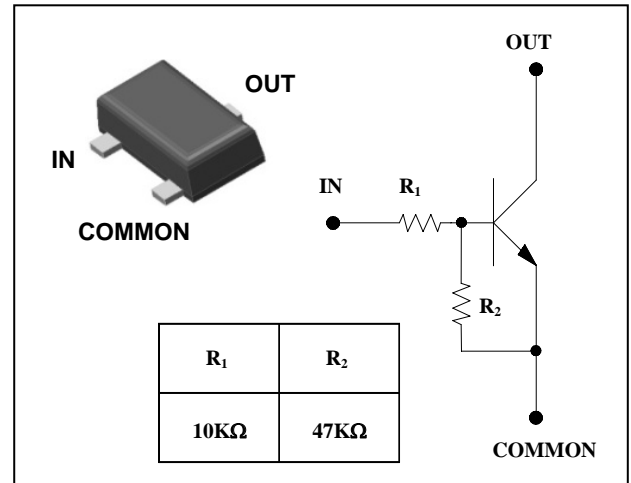 OUT
IN
COMMON
OUT
IN
R₁
R₂
COMMON
R₁ R₂
10KΩ 47KΩ